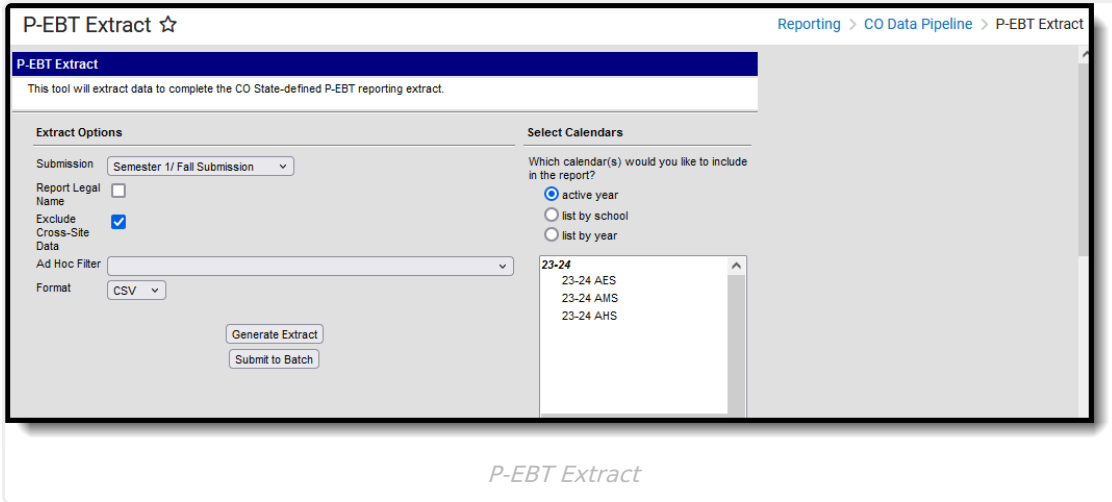 P-EBT Extract ☆
Reporting > CO Data Pipeline > P-EBT Extract
P-EBT Extract
This tool will extract data to complete the CO State-defined P-EBT reporting extract.
Extract Options
Submission Semester 1/ Fall Submission
Report Legal
Name
Exclude
Cross-Site
Data
Ad Hoc Filter
Format CSV
Generate Extract
Submit to Batch
Select Calendars
Which calendar(s) would you like to include
in the report?
active year
list by school
list by year
23-24
23-24 AES
23-24 AMS
23-24 AHS
P-EBT Extract